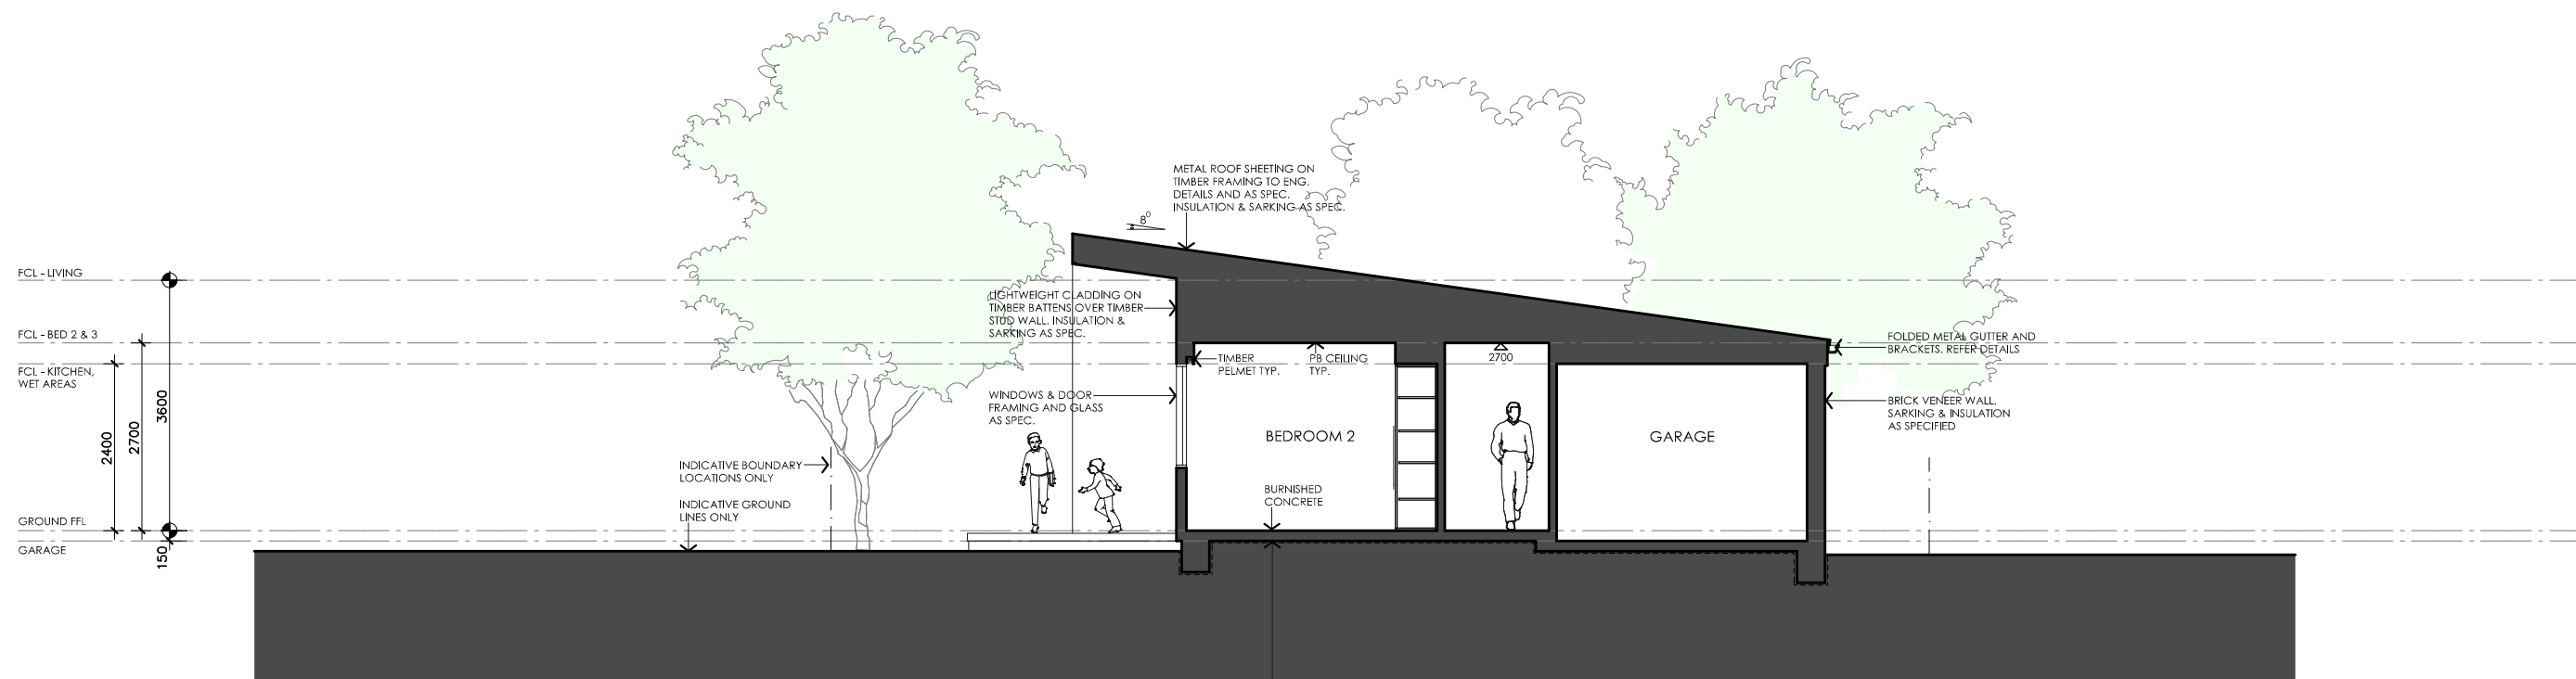 METAL ROOF SHEETING ON
TIMBER FRAMING TO ENG.
DETAILS AND AS SPEC.
INSULATION & SARKING AS SPEC.
8°
FCL - LIVING
LIGHTWEIGHT CLADDING ON
TIMBER BATTENS OVER TIMBER
STUD WALL. INSULATION &
SARKING AS SPEC.
FCL - BED 2 & 3
FOLDED METAL GUTTER AND
BRACKETS. REFER DETAILS
TIMBER
PELMET TYP.
PB CEILING
TYP.
2700
FCL - KITCHEN,
WET AREAS
WINDOWS & DOOR
FRAMING AND GLASS
AS SPEC.
BRICK VENEER WALL.
SARKING & INSULATION
AS SPECIFIED
2400
2700
3600
BEDROOM 2
GARAGE
INDICATIVE BOUNDARY
LOCATIONS ONLY
BURNISHED
CONCRETE
INDICATIVE GROUND
LINES ONLY
GROUND FFL
GARAGE
150